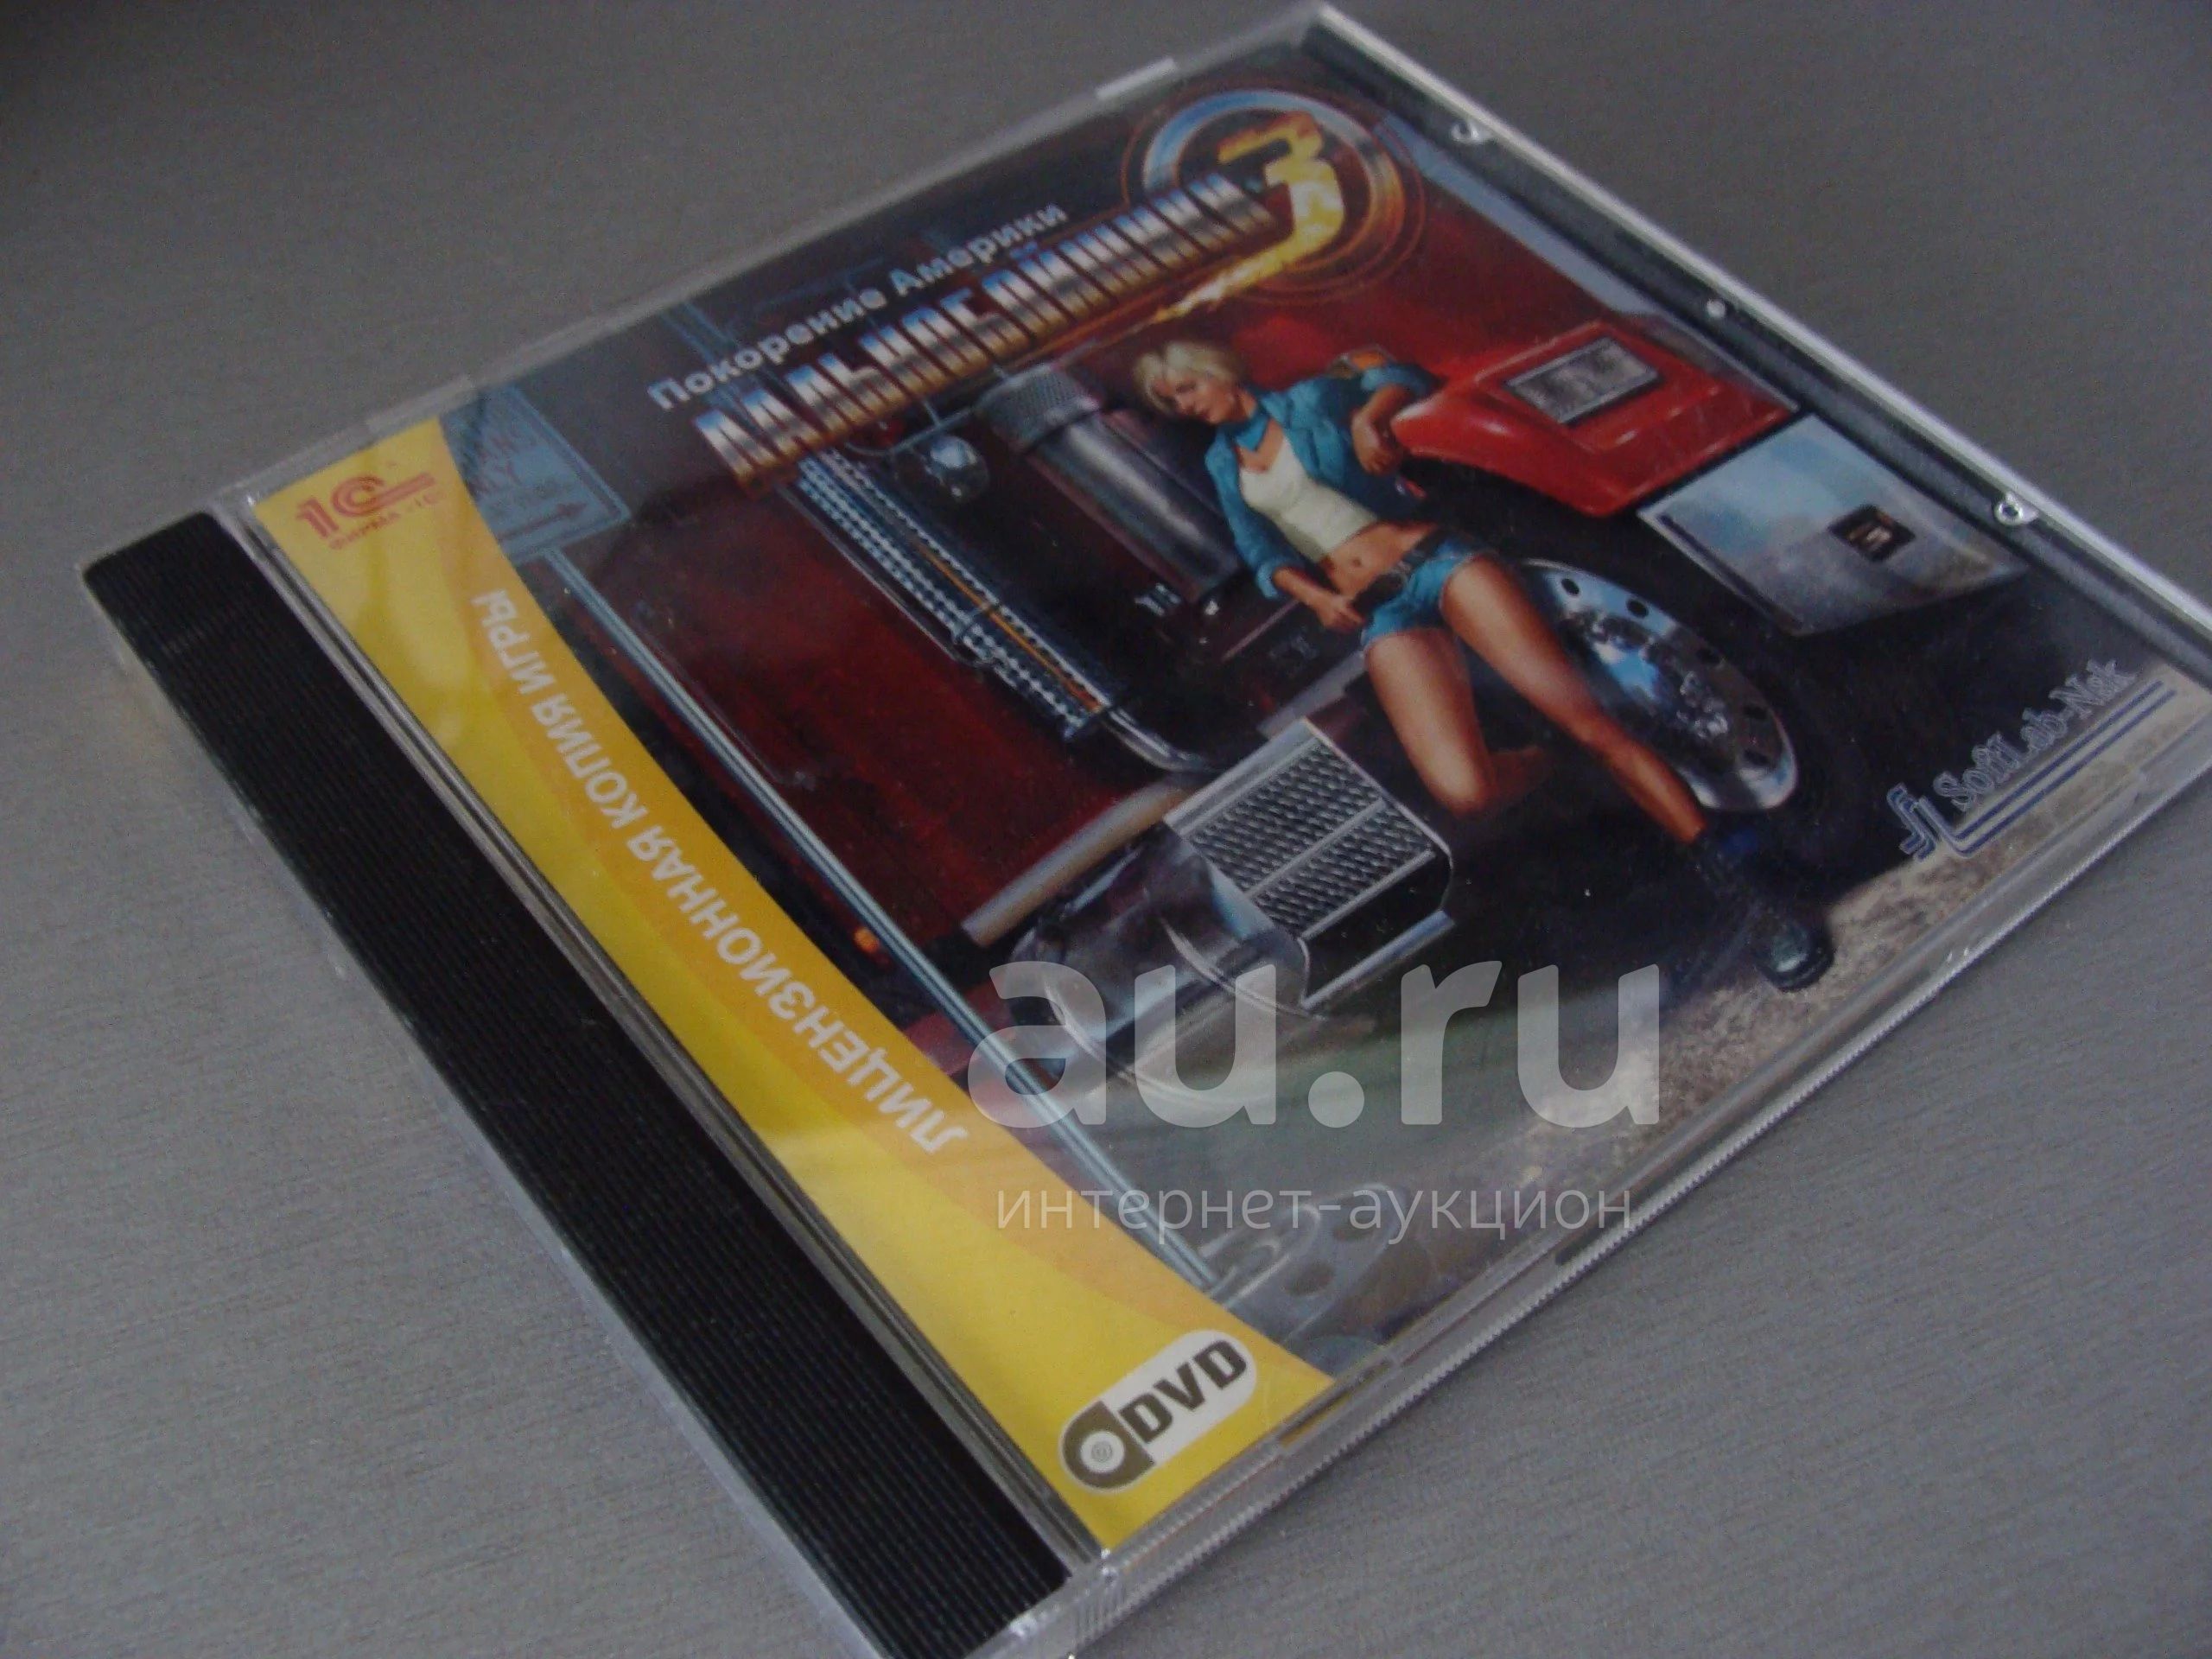 Покорение Америки
ДАЛЬНОБОЙЩИКИ 3
1С
ФИРМА «1С»
ЛИЦЕНЗИОННАЯ КОПИЯ ИГРЫ
SoftLab-Nsk
DVD
au.ru
интернет-аукцион